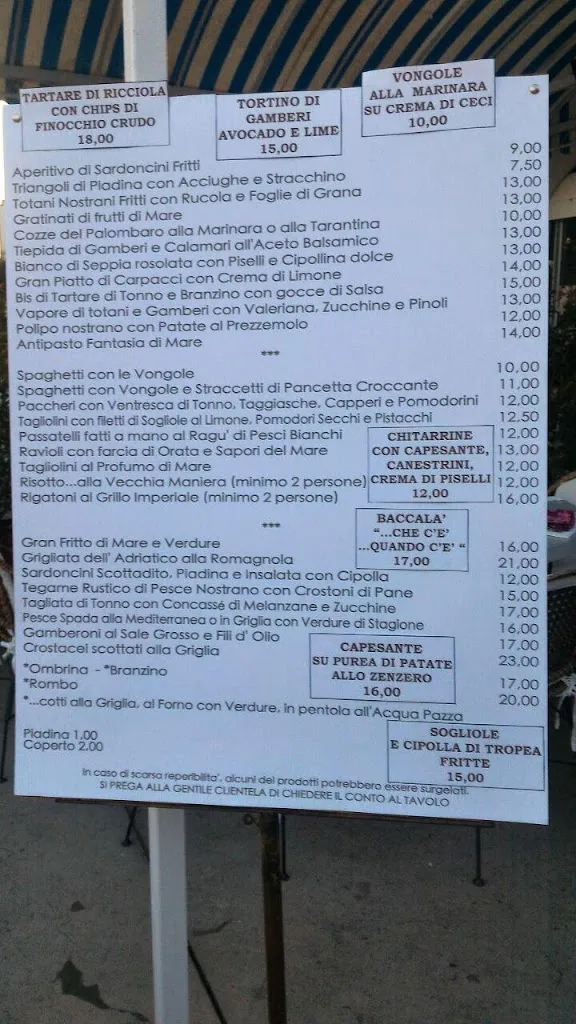 TARTARE DI RICCIOLA
CON CHIPS DI
FINOCCHIO CRUDO
18,00
TORTINO DI
GAMBERI
AVOCADO E LIME
15,00
VONGOLE
ALLA MARINARA
SU CREMA DI CECI
10,00
Aperitivo di Sardoncini Fritti 9,00
Triangoli di Piadina con Acciughe e Stracchino 7,50
Totani Nostrani Fritti con Rucola e Foglie di Grana 13,00
Gratinati di frutti di Mare 13,00
Cozze del Palombaro alla Marinara o alla Tarantina 10,00
Tiepida di Gamberi e Calamari all'Aceto Balsamico 13,00
Bianco di Seppia rosolata con Piselli e Cipollina dolce 13,00
Gran Piatto di Carpacci con Crema di Limone 14,00
Bis di Tartare di Tonno e Branzino con gocce di Salsa 15,00
Vapore di totani e Gamberi con Valeriana, Zucchine e Pinoli 13,00
Polipo nostrano con Patate al Prezzemolo 12,00
Antipasto Fantasia di Mare 14,00
***
Spaghetti con le Vongole 10,00
Spaghetti con Vongole e Straccetti di Pancetta Croccante 11,00
Paccheri con Ventresca di Tonno, Taggiasche, Capperi e Pomodorini 12,00
Tagliolini con filetti di Sogliole al Limone, Pomodori Secchi e Pistacchi 12,50
Passatelli fatti a mano al Ragu' di Pesci Bianchi 12,00
Ravioli con farcia di Orata e Sapori del Mare 13,00
Tagliolini al Profumo di Mare 12,00
Risotto...alla Vecchia Maniera (minimo 2 persone) 12,00
Rigatoni al Grillo Imperiale (minimo 2 persone) 16,00
CHITARRINE
CON CAPESANTE,
CANESTRINI,
CREMA DI PISELLI
12,00
***
BACCALA'
"...CHE C'E'
...QUANDO C'E' "
17,00
Gran Fritto di Mare e Verdure 16,00
Grigliata dell' Adriatico alla Romagnola 21,00
Sardoncini Scottadito, Piadina e insalata con Cipolla 12,00
Tegame Rustico di Pesce Nostrano con Crostoni di Pane 15,00
Tagliata di Tonno con Concassé di Melanzane e Zucchine 17,00
Pesce Spada alla Mediterranea o in Griglia con Verdure di Stagione 16,00
Gamberoni al Sale Grosso e Fili d' Olio 17,00
Crostacei scottati alla Griglia 23,00
CAPESANTE
SU PUREA DI PATATE
ALLO ZENZERO
16,00
*Ombrina - *Branzino 17,00
*Rombo 20,00
*...cotti alla Griglia, al Forno con Verdure, in pentola all'Acqua Pazza
Piadina 1,00
Coperto 2,00
SOGLIOLE
E CIPOLLA DI TROPEA
FRITTE
15,00
In caso di scarsa reperibilita', alcuni dei prodotti potrebbero essere surgelati.
SI PREGA ALLA GENTILE CLIENTELA DI CHIEDERE IL CONTO AL TAVOLO